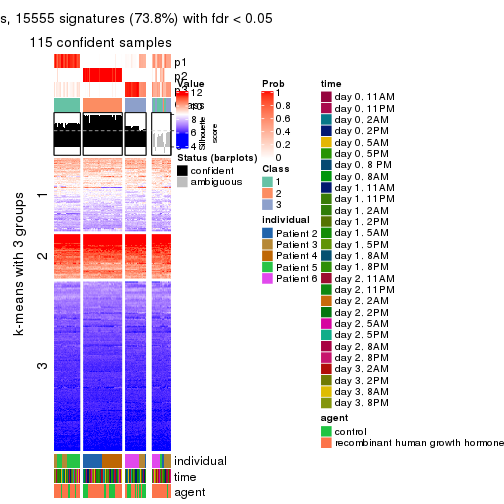 s, 15555 signatures (73.8%) with fdr < 0.05
115 confident samples
p1
p2
p3
Class
k-means with 3 groups
1
2
3
individual
time
agent
Value
12
10
8
6
4
Silhouette
score
Status (barplots)
confident
ambiguous
Prob
1
0.8
0.6
0.4
0.2
0
Class
1
2
3
individual
Patient 2
Patient 3
Patient 4
Patient 5
Patient 6
time
day 0. 11AM
day 0. 11PM
day 0. 2AM
day 0. 2PM
day 0. 5AM
day 0. 5PM
day 0. 8 PM
day 0. 8AM
day 1. 11AM
day 1. 11PM
day 1. 2AM
day 1. 2PM
day 1. 5AM
day 1. 5PM
day 1. 8AM
day 1. 8PM
day 2. 11AM
day 2. 11PM
day 2. 2AM
day 2. 2PM
day 2. 5AM
day 2. 5PM
day 2. 8AM
day 2. 8PM
day 3. 2AM
day 3. 2PM
day 3. 8AM
day 3. 8PM
agent
control
recombinant human growth hormone